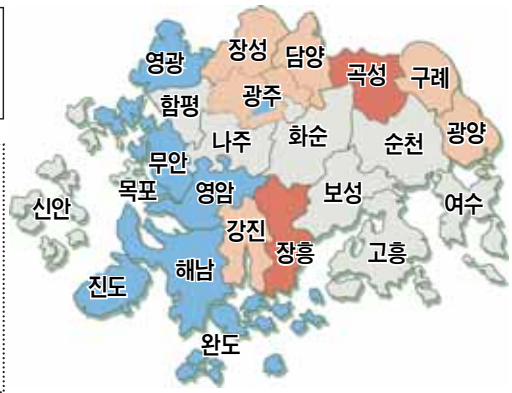 영광
장성
담양
곡성
구례
함평
광주
광양
나주
화순
순천
무안
목포
영암
보성
신안
여수
강진
장흥
고흥
진도
해남
완도